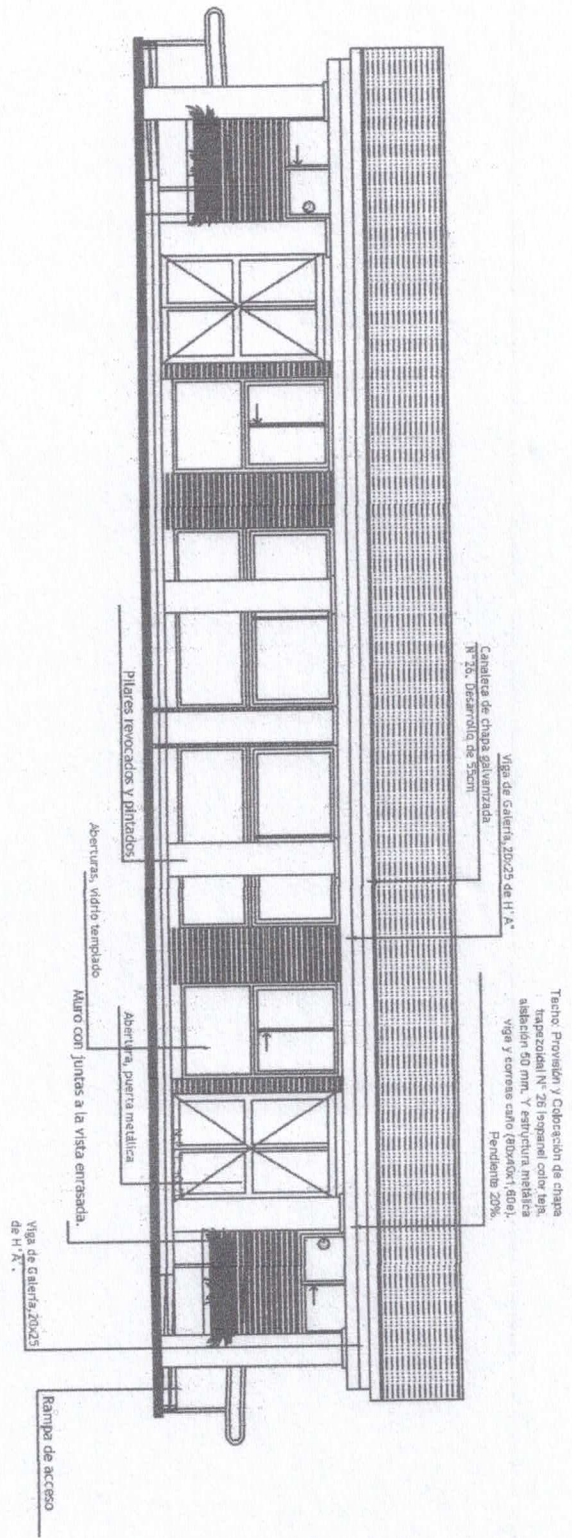 Techo: Provisión y Colocación de chapa
trapezoidal N° 26 isopanel color teja,
aislación 50 mm. Y estructura metálica
viga y correas caño (80x40x1,60e).
Pendiente 20%.
Viga de Galería,20x25 de H°A°
Canaleta de chapa galvanizada
N°26. Desarrollo de 55cm
Pilares revocados y pintados
Aberturas, vidrio templado
Abertura, puerta metálica
Muro con juntas a la vista enrasada.
Viga de Galería,20x25
de H°A°.
Rampa de acceso